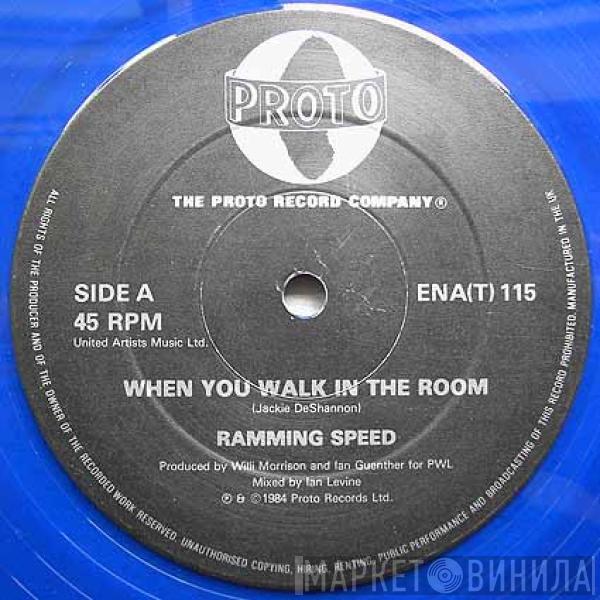 PROTO
THE PROTO RECORD COMPANY®
SIDE A
45 RPM
United Artists Music Ltd.
ENA(T) 115
WHEN YOU WALK IN THE ROOM
(Jackie DeShannon)
RAMMING SPEED
Produced by Willi Morrison and Ian Guenther for PWL
Mixed by Ian Levine
℗ & ©1984 Proto Records Ltd.
ALL RIGHTS OF THE PRODUCER AND OF THE OWNER OF THE RECORDED WORK RESERVED. UNAUTHORISED COPYING, HIRING, RENTING, PUBLIC PERFORMANCE AND BROADCASTING OF THIS RECORD PROHIBITED. MANUFACTURED IN THE UK
МАРКЕТ ВИНИЛА